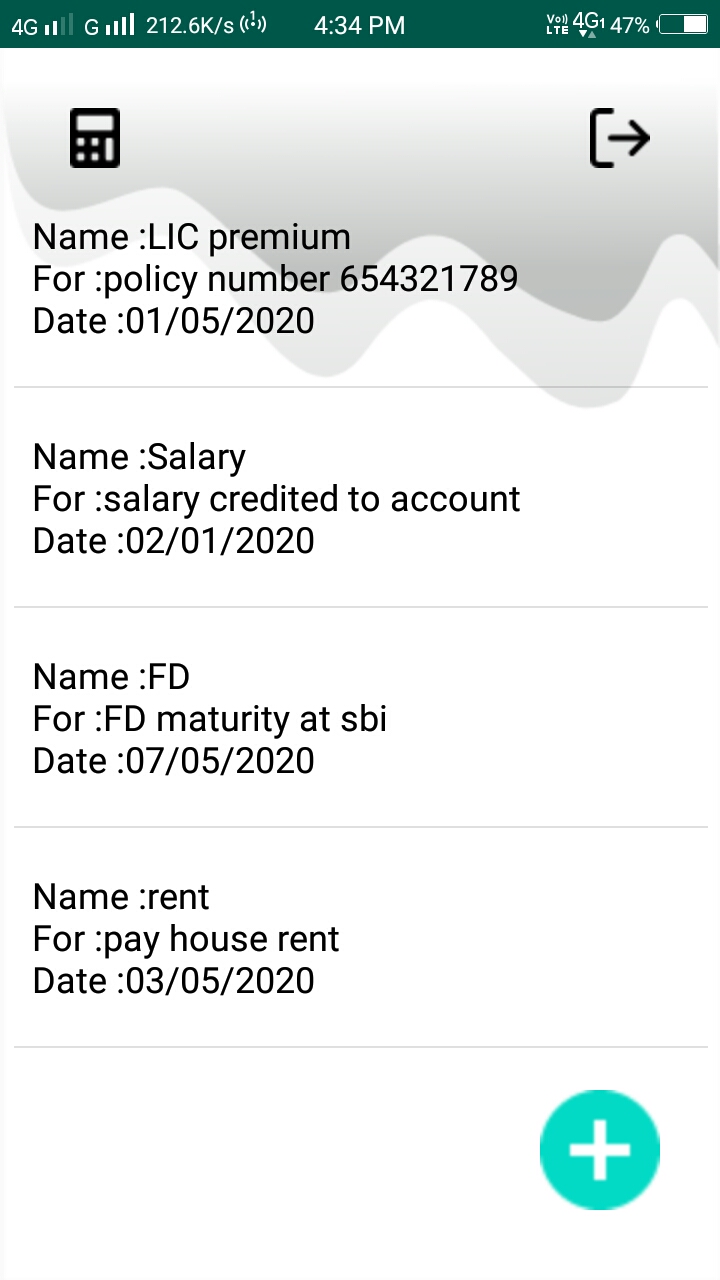 4G G 212.6K/s 4:34 PM Vo)) LTE 4G1 47%
Name :LIC premium
For :policy number 654321789
Date :01/05/2020
Name :Salary
For :salary credited to account
Date :02/01/2020
Name :FD
For :FD maturity at sbi
Date :07/05/2020
Name :rent
For :pay house rent
Date :03/05/2020